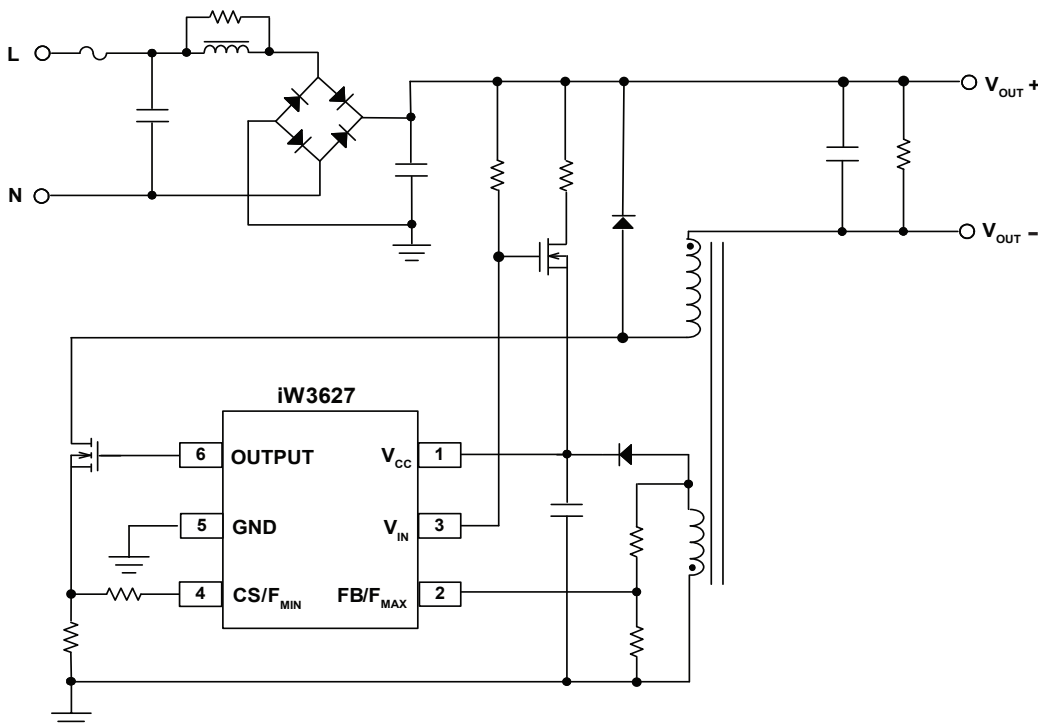 L
V_OUT +
N
V_OUT −
iW3627
6 OUTPUT V_CC 1
5 GND V_IN 3
4 CS/F_MIN FB/F_MAX 2